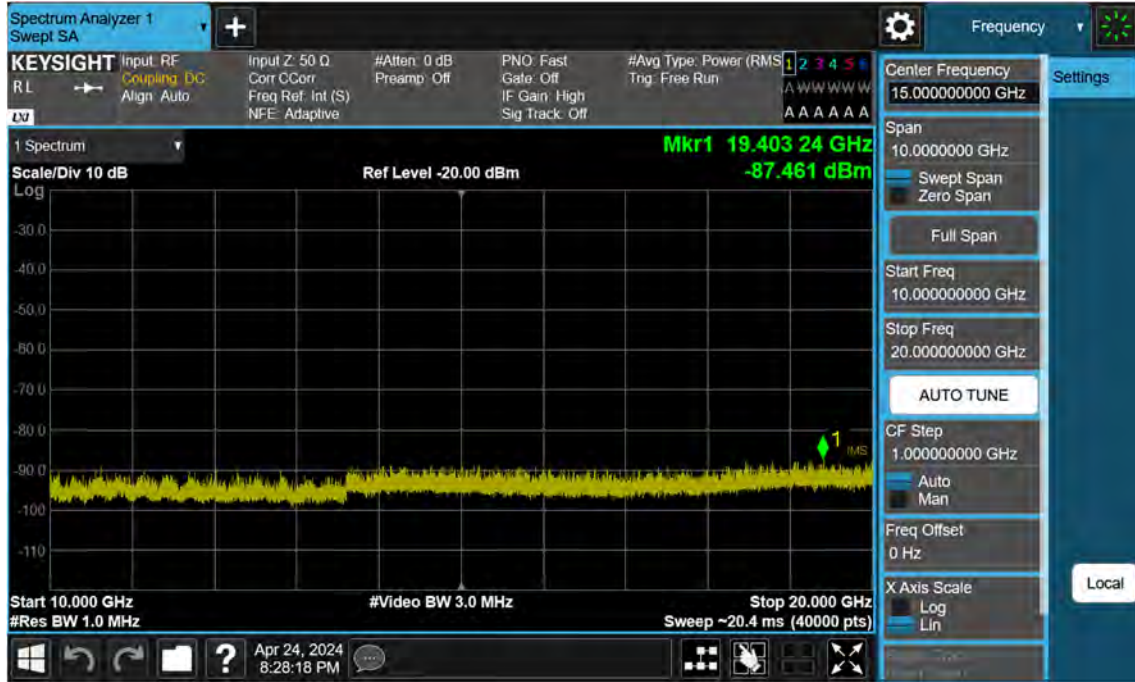 Spectrum Analyzer 1
Swept SA
Frequency
KEYSIGHT
Input: RF
Coupling: DC
Align: Auto
RL
LXI
Input Z: 50 Ω
Corr CCorr
Freq Ref: Int (S)
NFE: Adaptive
#Atten: 0 dB
Preamp: Off
PNO: Fast
Gate: Off
IF Gain: High
Sig Track: Off
#Avg Type: Power (RMS
Trig: Free Run
1 2 3 4 5 6
A W W W W W
A A A A A A
1 Spectrum
Scale/Div 10 dB
Ref Level -20.00 dBm
Mkr1 19.403 24 GHz
-87.461 dBm
Log
-30.0
-40.0
-50.0
-60.0
-70.0
-80.0
-90.0
-100
-110
1
Start 10.000 GHz
#Res BW 1.0 MHz
#Video BW 3.0 MHz
Stop 20.000 GHz
Sweep ~20.4 ms (40000 pts)
Apr 24, 2024
8:28:18 PM
Center Frequency
15.000000000 GHz
Span
10.0000000 GHz
Swept Span
Zero Span
Full Span
Start Freq
10.000000000 GHz
Stop Freq
20.000000000 GHz
AUTO TUNE
CF Step
1.000000000 GHz
Auto
Man
Freq Offset
0 Hz
X Axis Scale
Log
Lin
Settings
Local